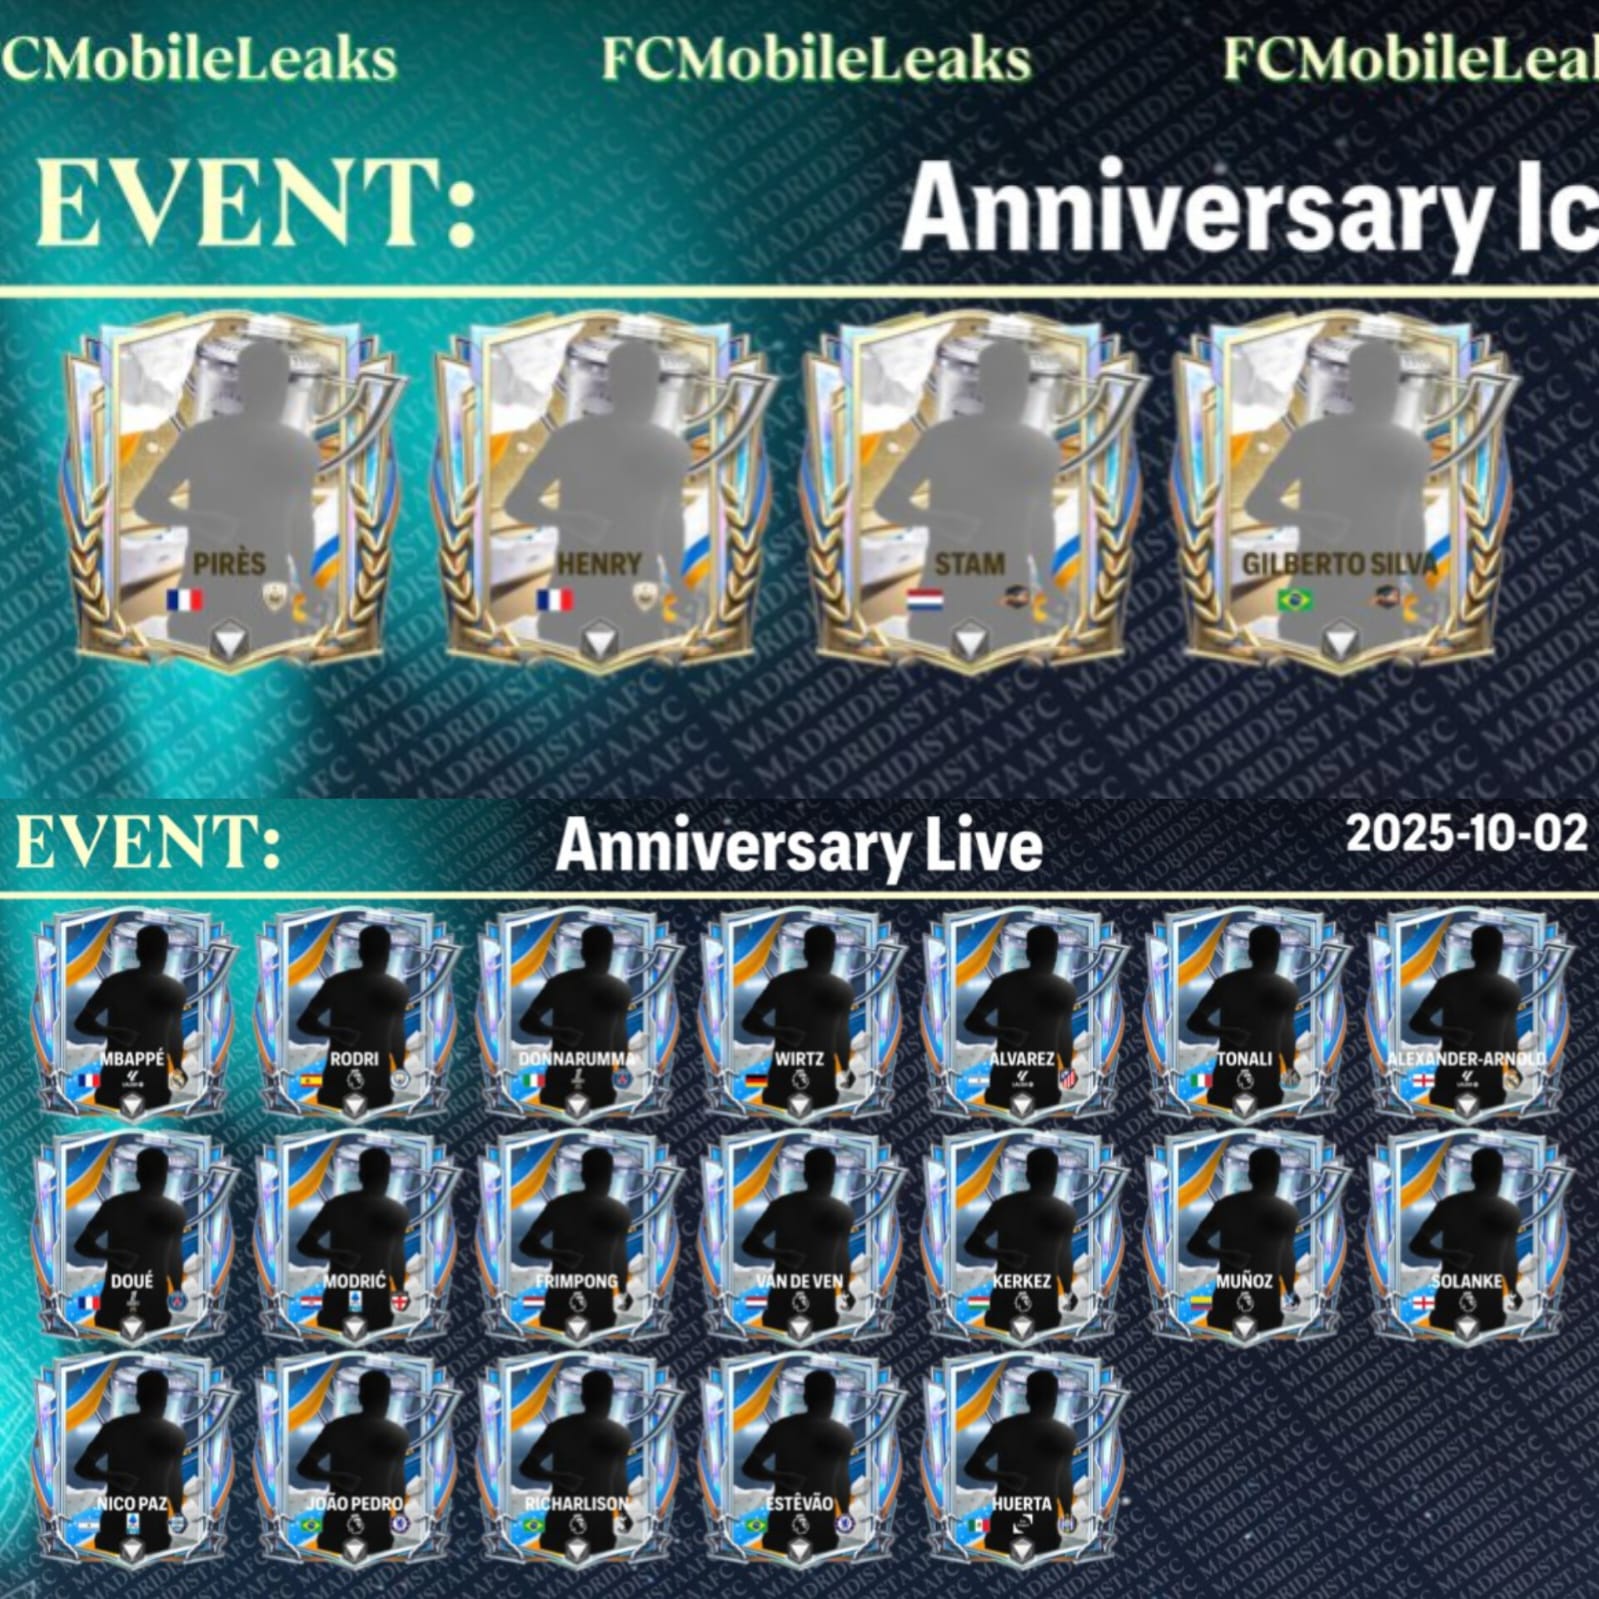 CMobileLeaks FCMobileLeaks FCMobileLeal
EVENT: Anniversary Ic
PIRÈS HENRY STAM GILBERTO SILVA
EVENT: Anniversary Live 2025-10-02
MBAPPÉ RODRI DONNARUMMA WIRTZ ÁLVAREZ TONALI ALEXANDER-ARNOLD
DOUÉ MODRIĆ FRIMPONG VAN DE VEN KERKEZ MUÑOZ SOLANKE
NICO PAZ JOÃO PEDRO RICHARLISON ESTÊVÃO HUERTA
MADRIDISTAAFC